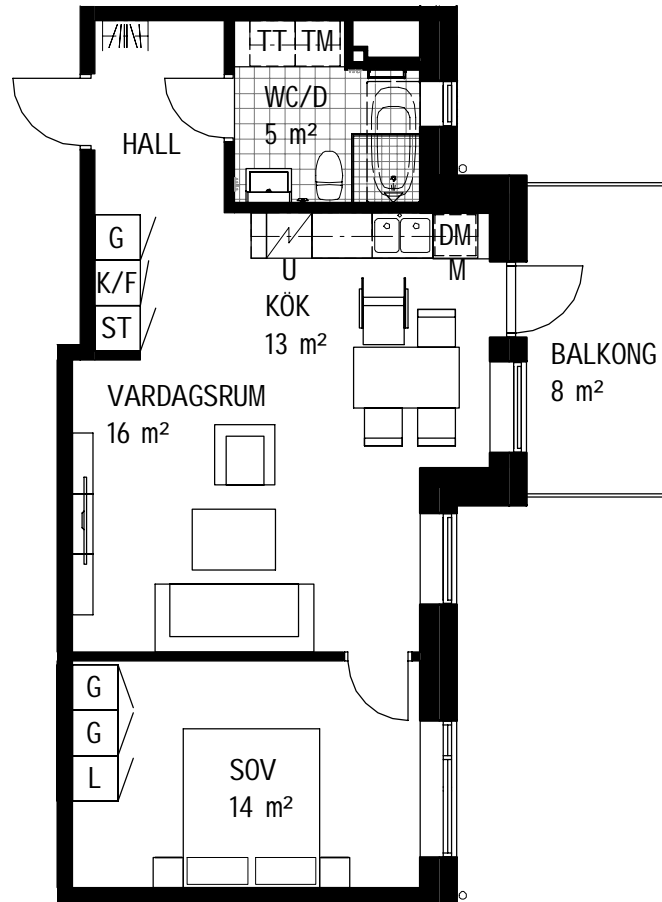 TT TM
WC/D
5 m²
HALL
G
K/F
ST
DM
U
M
KÖK
13 m²
BALKONG
8 m²
VARDAGSRUM
16 m²
G
G
L
SOV
14 m²